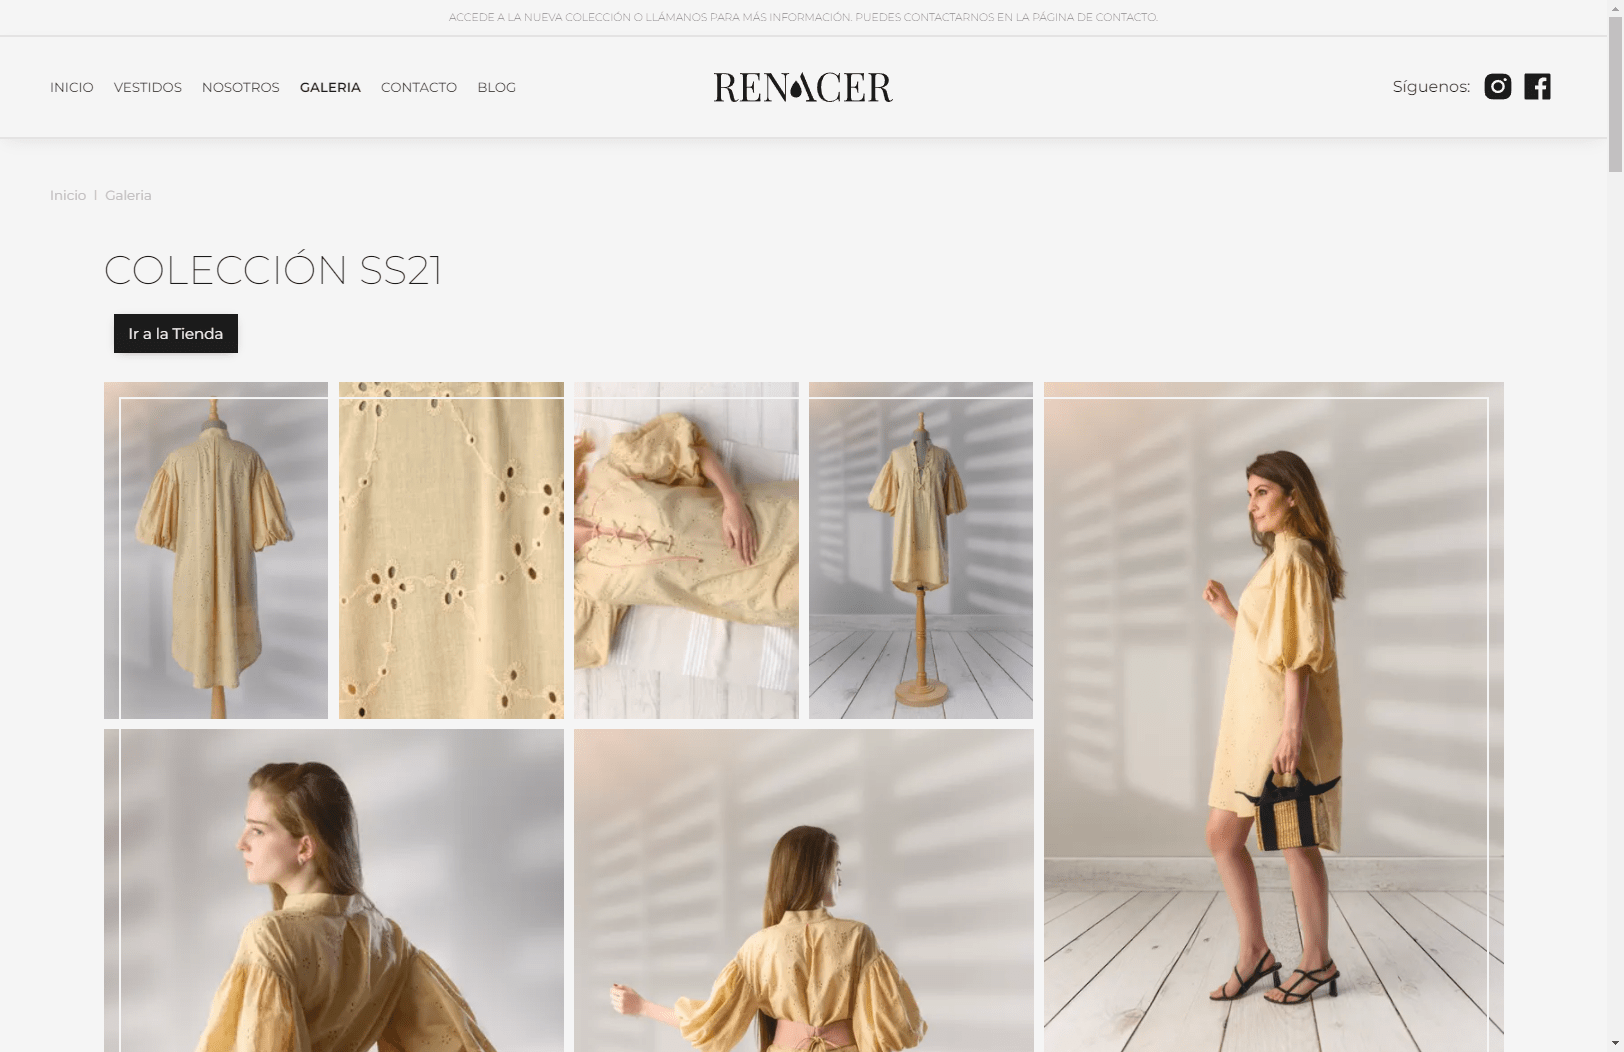 ACCEDE A LA NUEVA COLECCIÓN O LLÁMANOS PARA MÁS INFORMACIÓN. PUEDES CONTACTARNOS EN LA PÁGINA DE CONTACTO.
INICIO VESTIDOS NOSOTROS GALERIA CONTACTO BLOG
RENACER
Síguenos:
Inicio I Galeria
COLECCIÓN SS21
Ir a la Tienda